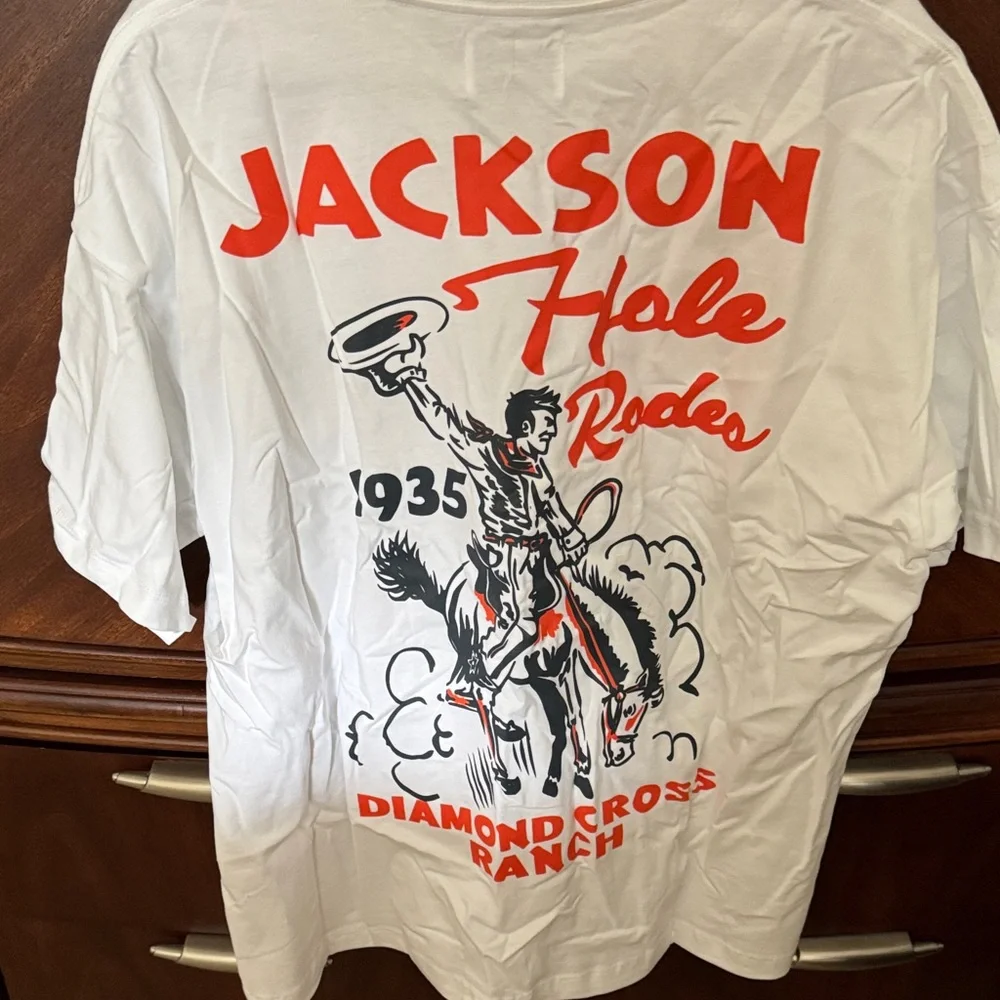 JACKSON
Hole
Rodeo
1935
DIAMOND CROSS
RANCH